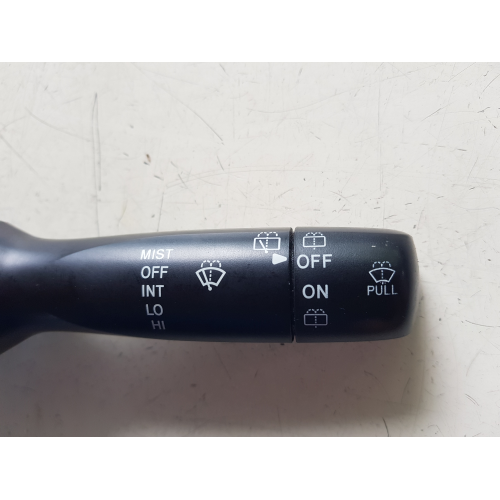 MIST
OFF
INT
LO
HI
OFF
ON
PULL